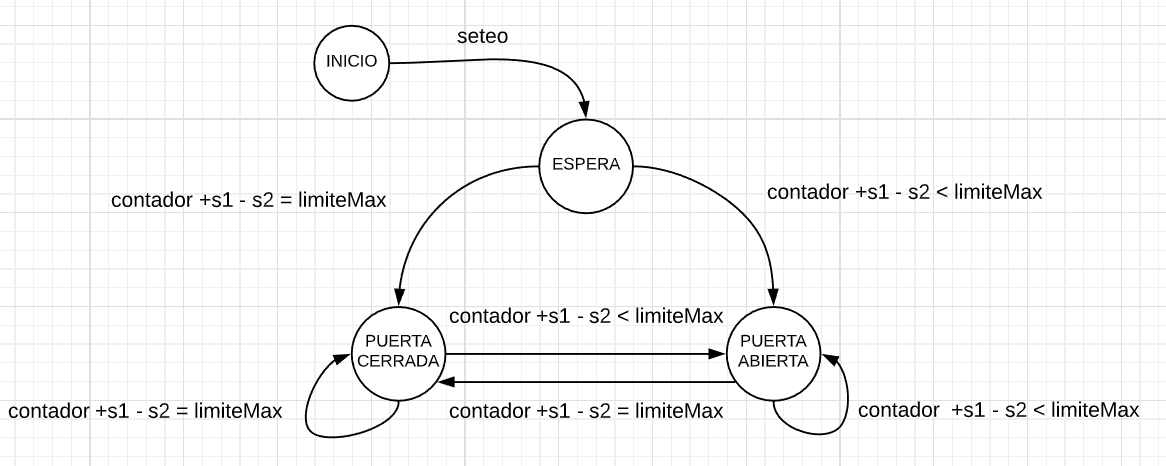 seteo
INICIO
ESPERA
contador +s1 - s2 = limiteMax
contador +s1 - s2 < limiteMax
contador +s1 - s2 < limiteMax
PUERTA
CERRADA
PUERTA
ABIERTA
contador +s1 - s2 = limiteMax
contador +s1 - s2 = limiteMax
contador  +s1 - s2 < limiteMax